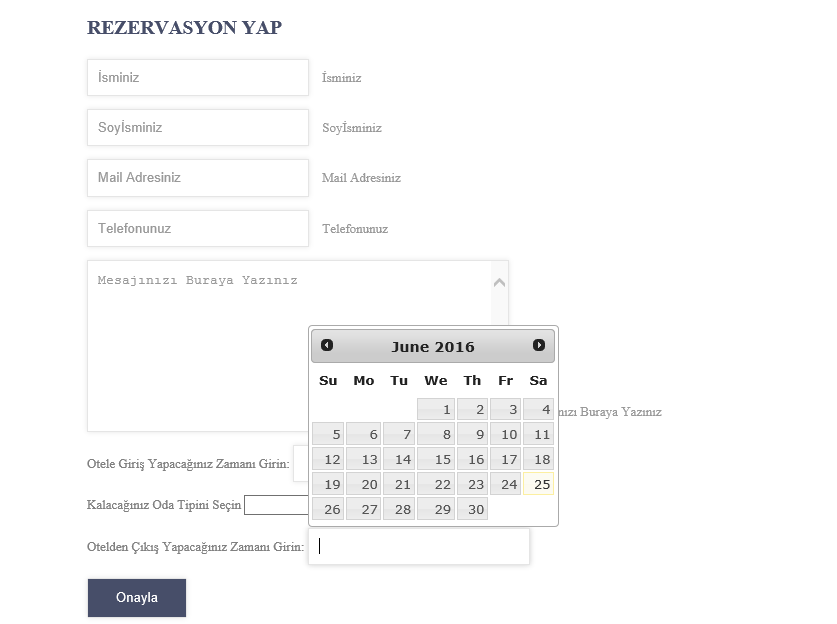 REZERVASYON YAP
İsminiz İsminiz
Soyİsminiz Soyİsminiz
Mail Adresiniz Mail Adresiniz
Telefonunuz Telefonunuz
Mesajınızı Buraya Yazınız
June 2016
Su Mo Tu We Th Fr Sa
1 2 3 4
nızı Buraya Yazınız
5 6 7 8 9 10 11
12 13 14 15 16 17 18
Otele Giriş Yapacağınız Zamanı Girin:
19 20 21 22 23 24 25
Kalacağınız Oda Tipini Seçin
26 27 28 29 30
Otelden Çıkış Yapacağınız Zamanı Girin:
Onayla